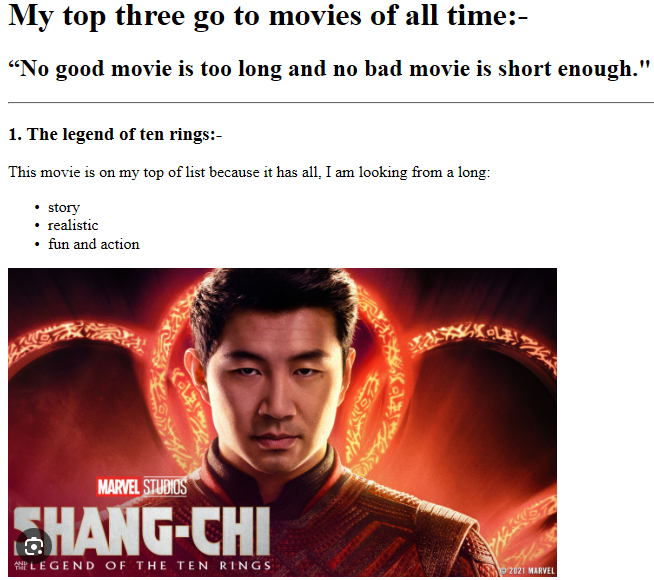 My top three go to movies of all time:-
“No good movie is too long and no bad movie is short enough."
1. The legend of ten rings:-
This movie is on my top of list because it has all, I am looking from a long:
• story
• realistic
• fun and action
MARVEL STUDIOS
SHANG-CHI
AND THE LEGEND OF THE TEN RINGS
© 2021 MARVEL